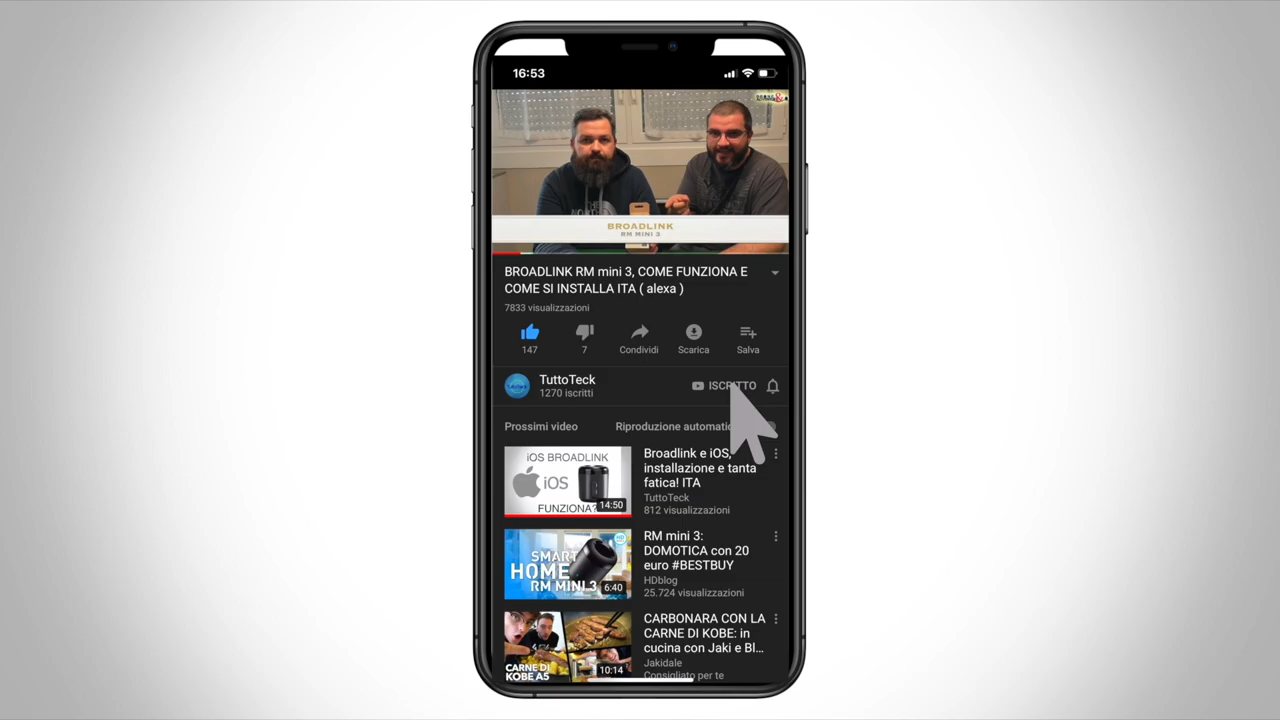 16:53
BROADLINK
RM MINI 3
BROADLINK RM mini 3, COME FUNZIONA E
COME SI INSTALLA ITA ( alexa )
7833 visualizzazioni
147
7
Condividi
Scarica
Salva
TuttoTeck
1270 iscritti
ISCRITTO
Prossimi video
Riproduzione automatic
iOS BROADLINK
iOS
FUNZIONA?
14:50
Broadlink e iOS,
installazione e tanta
fatica! ITA
TuttoTeck
812 visualizzazioni
SMART
HOME
RM MINI 3
HD
6:40
RM mini 3:
DOMOTICA con 20
euro #BESTBUY
HDblog
25.724 visualizzazioni
CARNE DI
KOBE A5
10:14
CARBONARA CON LA
CARNE DI KOBE: in
cucina con Jaki e Bl...
Jakidale
Consigliato per te